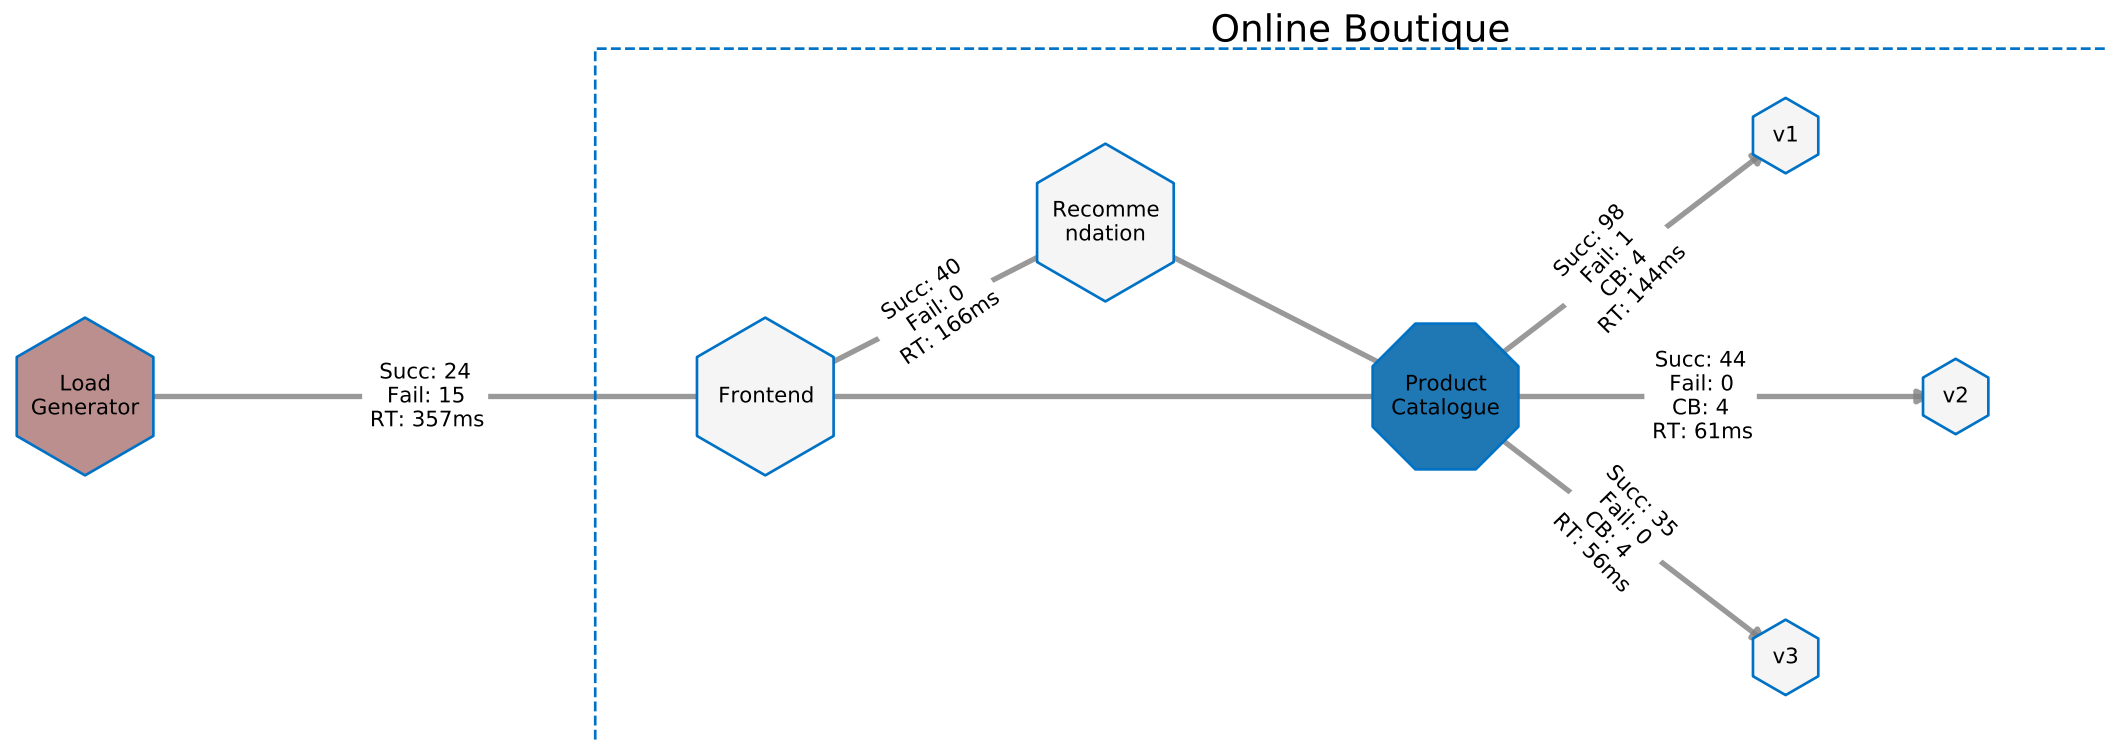 Online Boutique
Load
Generator
Succ: 24
Fail: 15
RT: 357ms
Frontend
Succ: 40
Fail: 0
RT: 166ms
Recomme
ndation
Product
Catalogue
Succ: 98
Fail: 1
CB: 4
RT: 144ms
v1
Succ: 44
Fail: 0
CB: 4
RT: 61ms
v2
Succ: 35
Fail: 0
CB: 4
RT: 56ms
v3